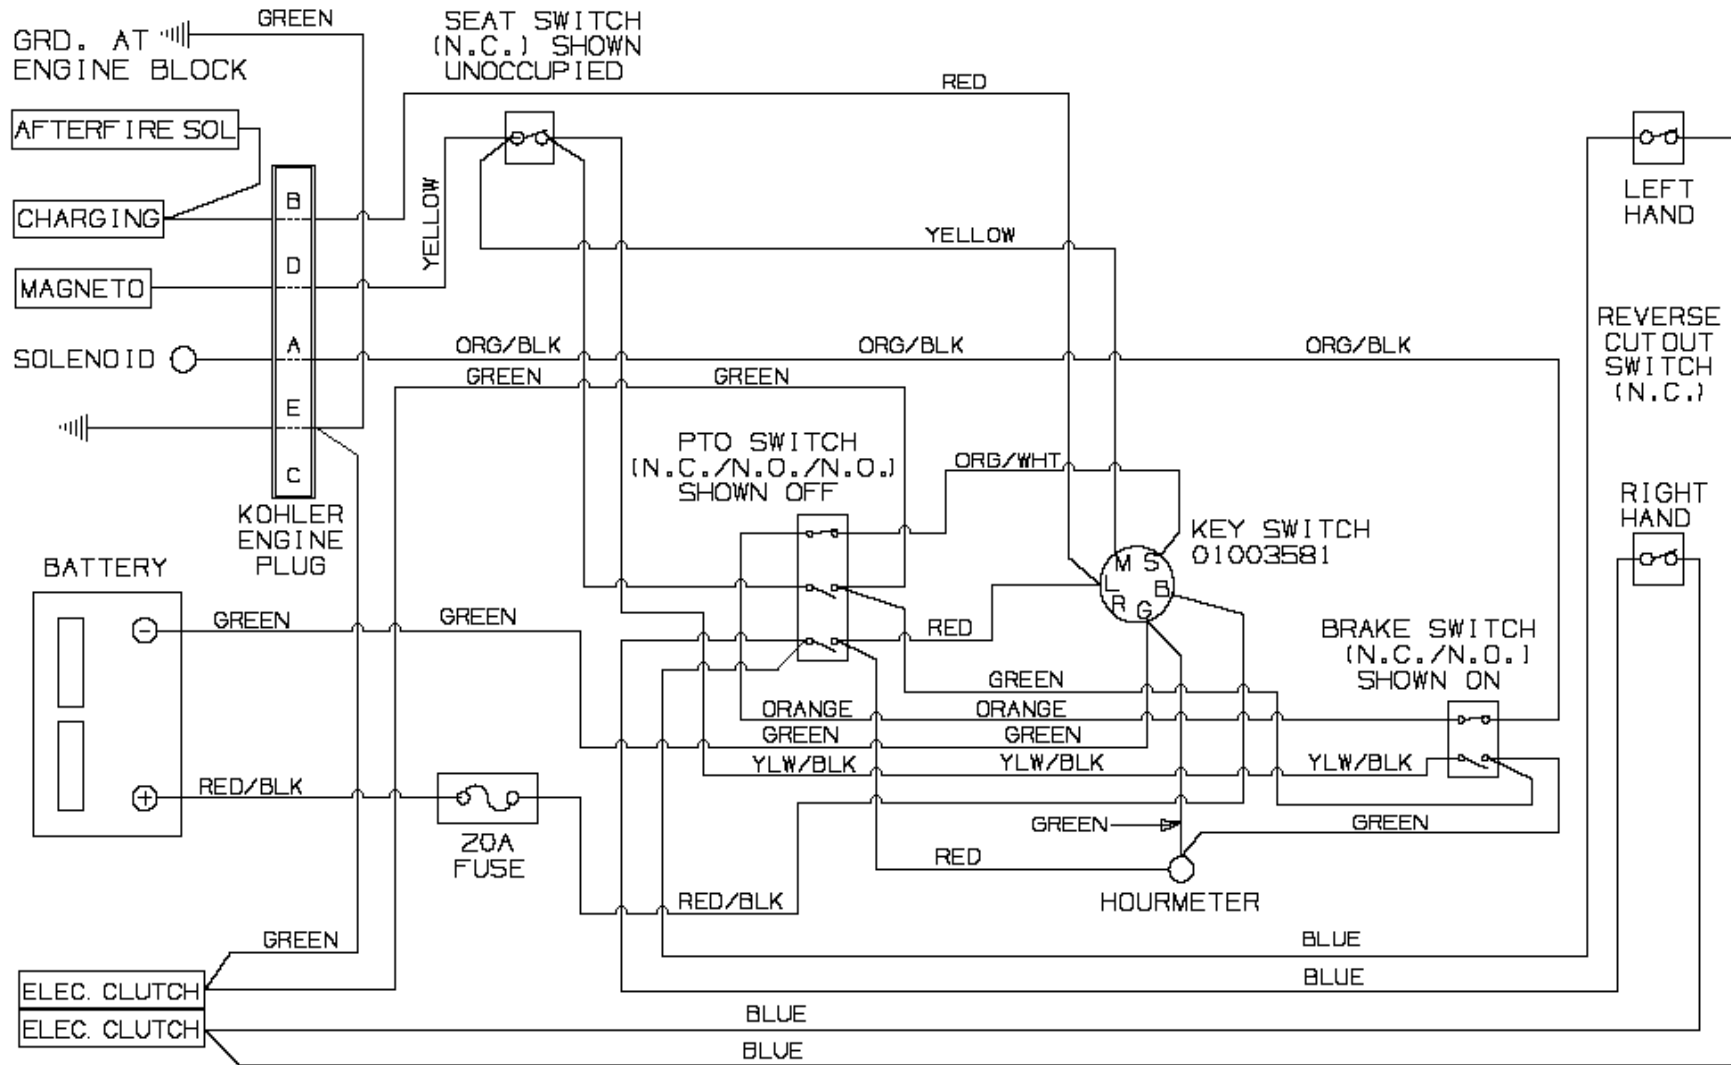 GREEN
GRD. AT
ENGINE BLOCK
SEAT SWITCH
(N.C.) SHOWN
UNOCCUPIED
RED
AFTERFIRE SOL
B
CHARGING
YELLOW
YELLOW
LEFT
HAND
D
MAGNETO
A
SOLENOID
ORG/BLK
ORG/BLK
ORG/BLK
REVERSE
CUTOUT
SWITCH
(N.C.)
GREEN
GREEN
E
C
KOHLER
ENGINE
PLUG
PTO SWITCH
(N.C./N.O./N.O.)
SHOWN OFF
ORG/WHT
RIGHT
HAND
KEY SWITCH
01003581
M S
L B
R G
BATTERY
-
GREEN
GREEN
RED
BRAKE SWITCH
(N.C./N.O.)
SHOWN ON
GREEN
ORANGE
ORANGE
GREEN
GREEN
YLW/BLK
YLW/BLK
YLW/BLK
+
RED/BLK
20A
FUSE
GREEN
GREEN
RED
HOURMETER
RED/BLK
GREEN
BLUE
BLUE
ELEC. CLUTCH
ELEC. CLUTCH
BLUE
BLUE